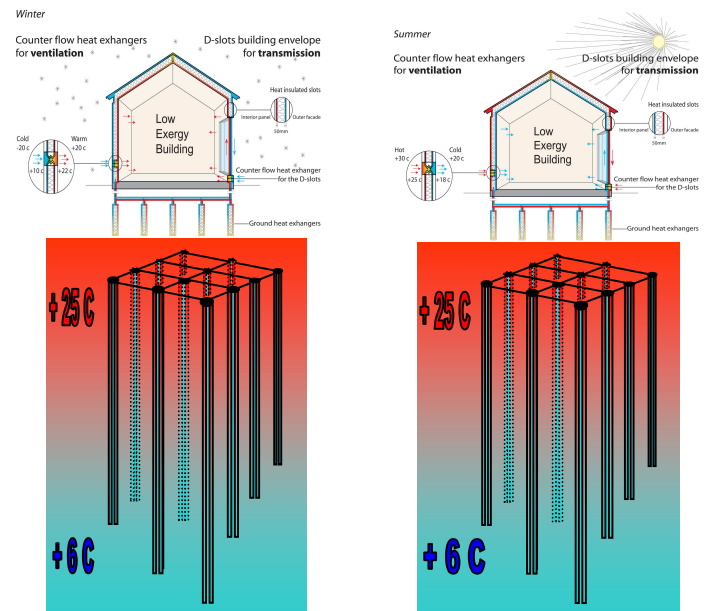 Winter
Counter flow heat exhangers
for ventilation
D-slots building envelope
for transmission
Heat insulated slots
Interior panel
Outer facade
50mm
Low
Exergy
Building
Cold
-20 c
Warm
+20 c
+10 c
+22 c
Counter flow heat exhanger
for the D-slots
Ground heat exhangers
+ 25 C
+ 6 C
Summer
Counter flow heat exhangers
for ventilation
D-slots building envelope
for transmission
Heat insulated slots
Interior panel
Outer facade
50mm
Low
Exergy
Building
Hot
+30 c
Cold
+20 c
+25 c
+18 c
Counter flow heat exhanger
for the D-slots
Ground heat exhangers
+ 25 C
+ 6 C